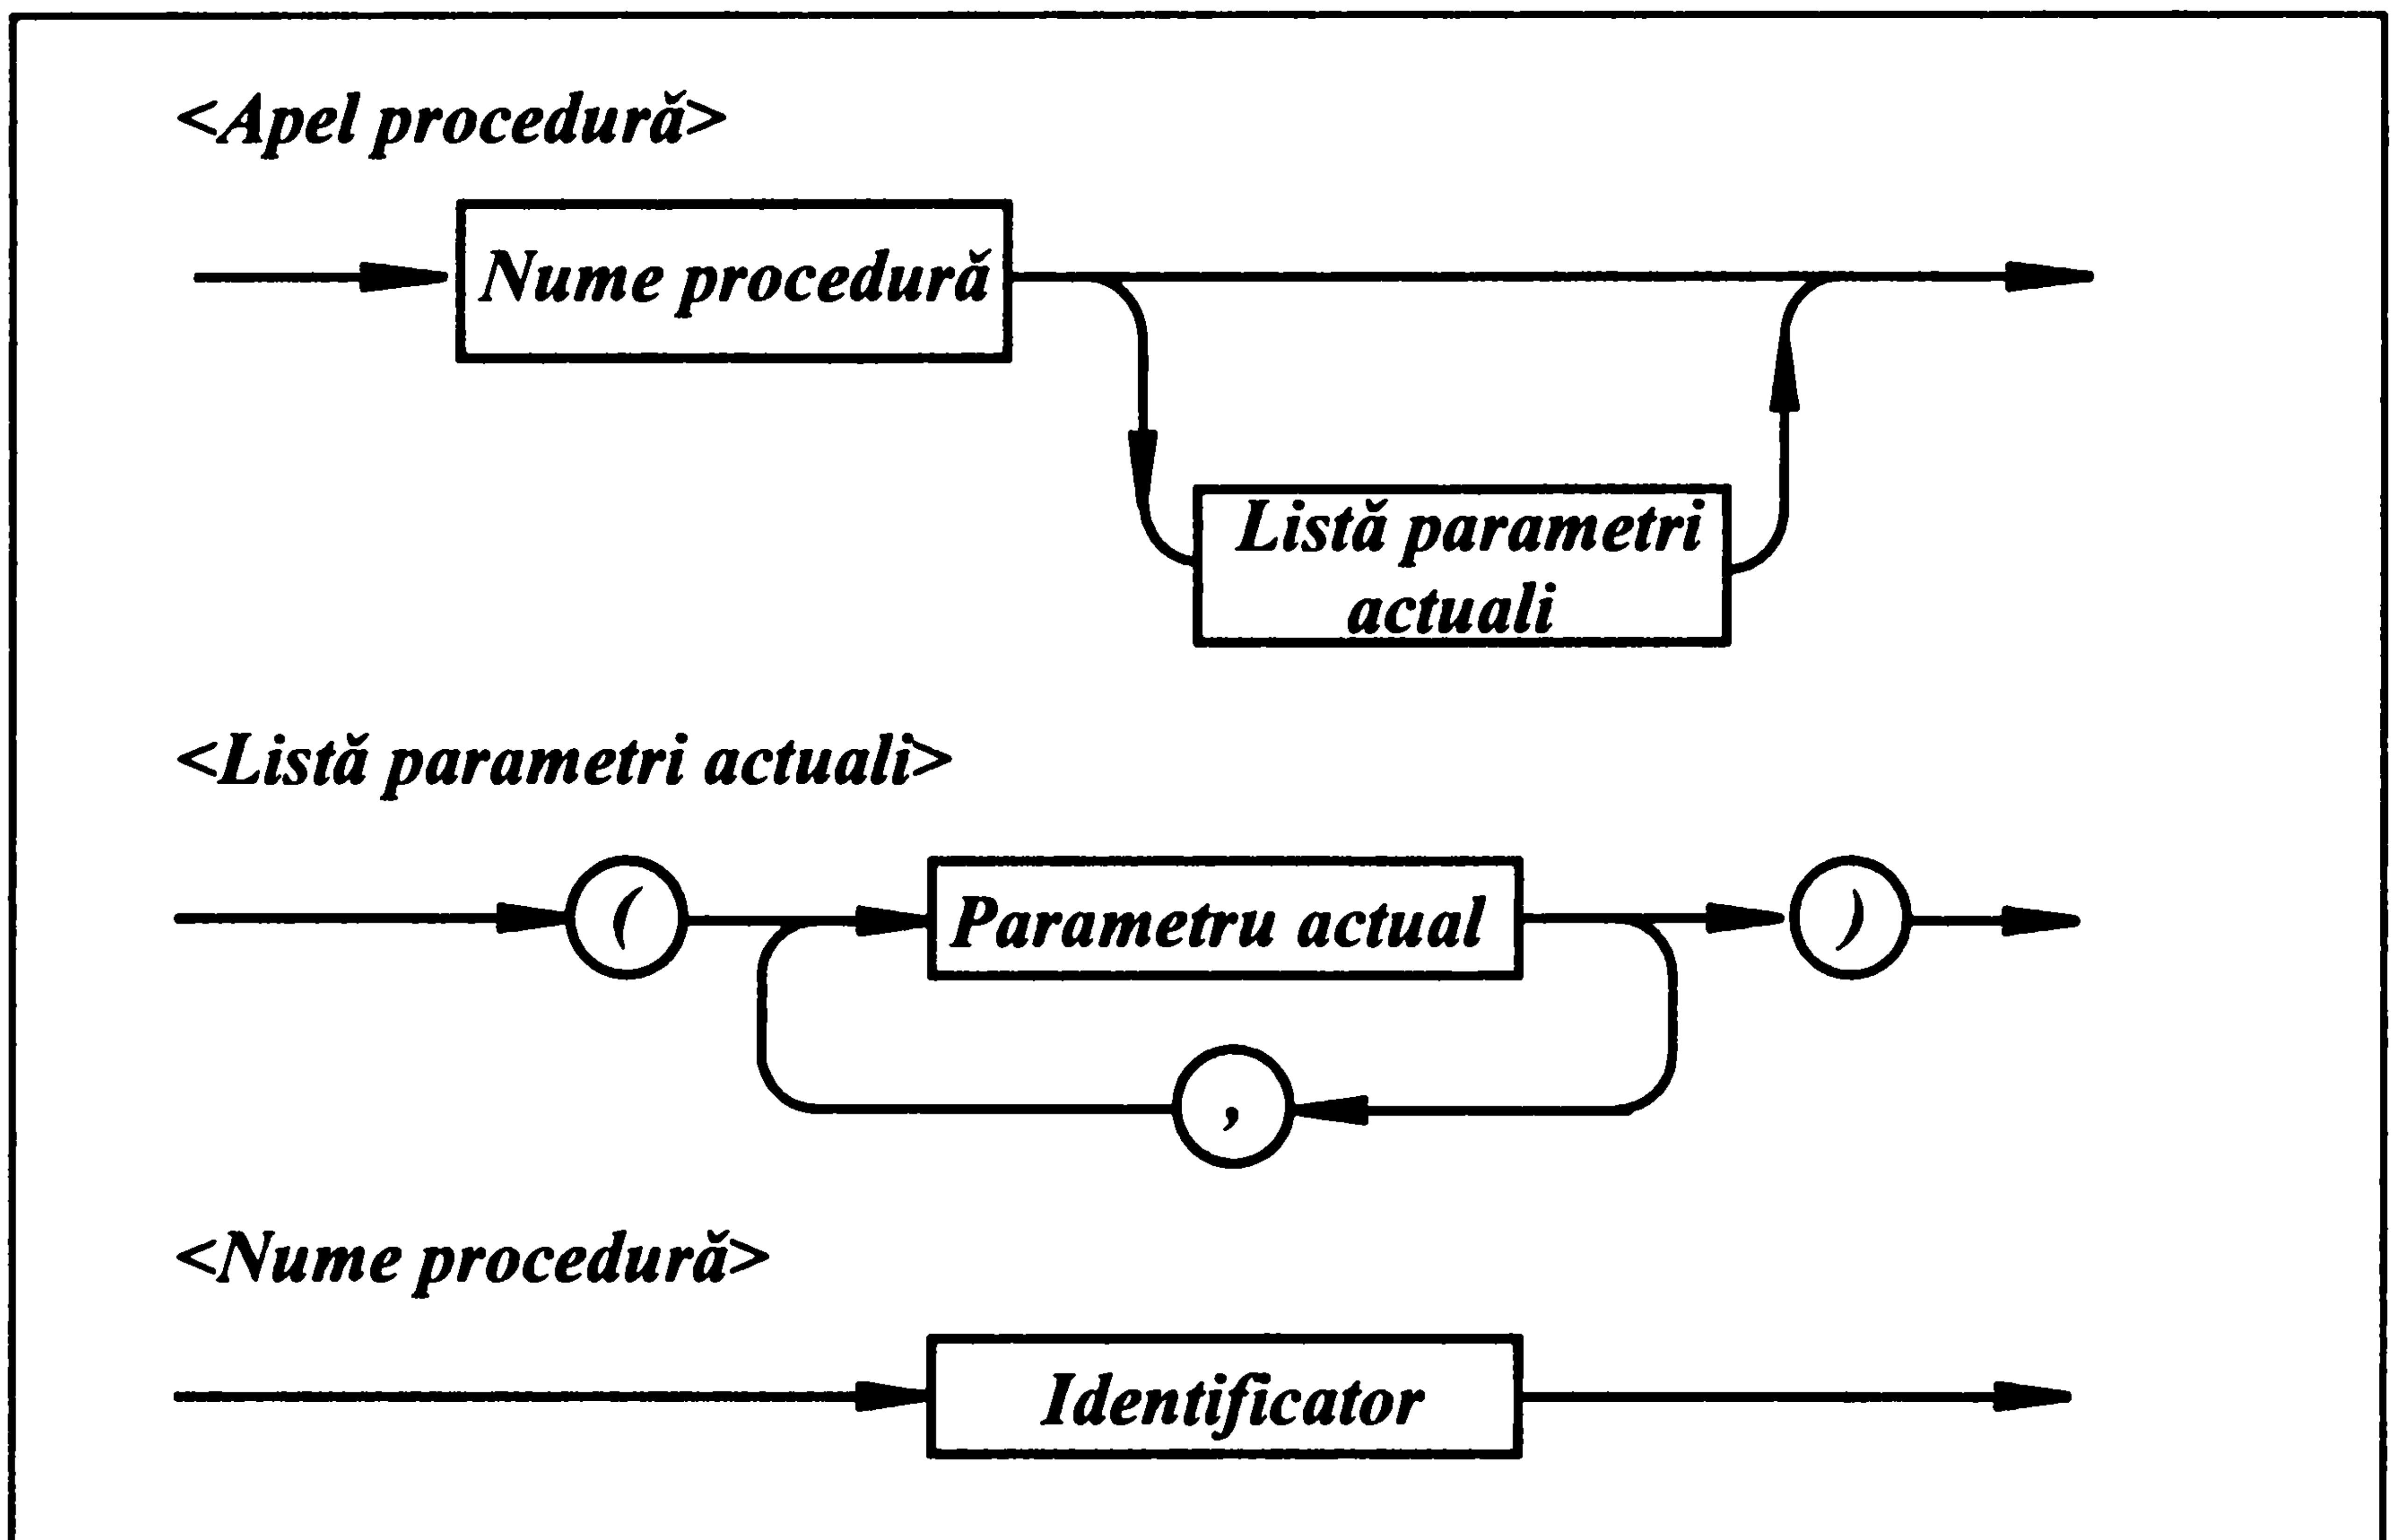 <Apel procedură>
Nume procedură
Listă parametri
actuali
<Listă parametri actuali>
( Parametru actual )
,
<Nume procedură>
Identificator